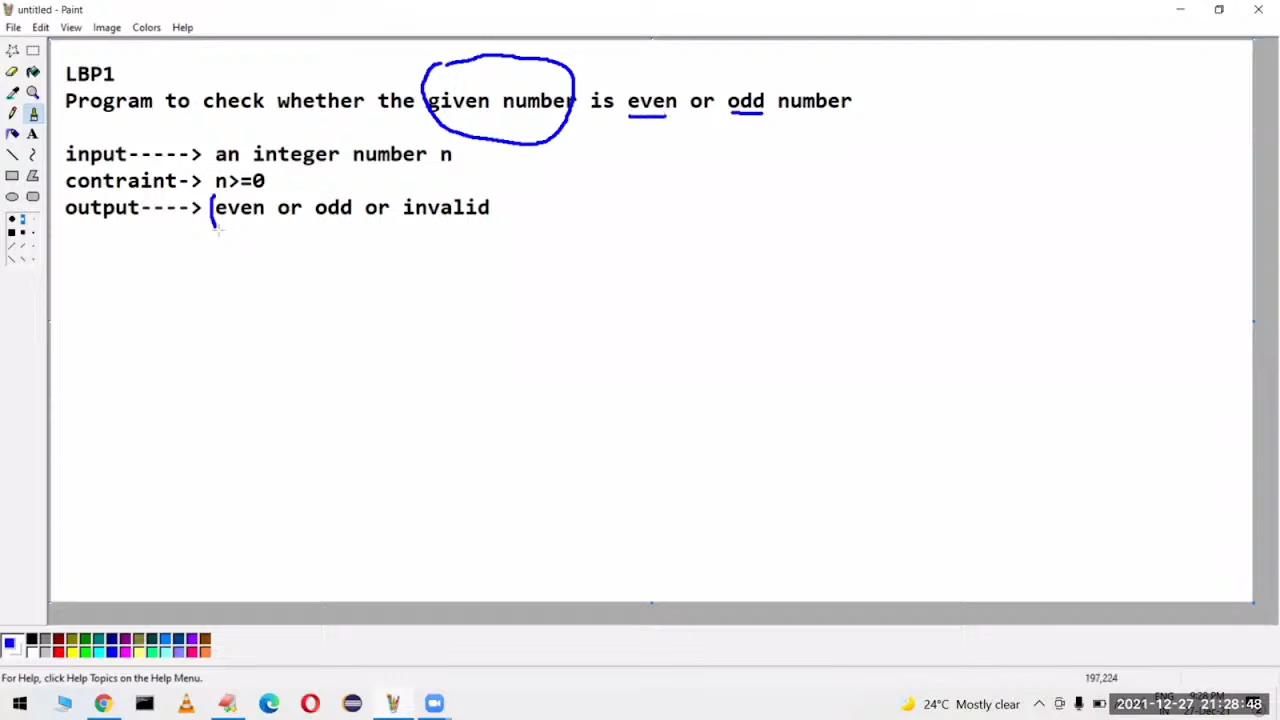 untitled - Paint
File Edit View Image Colors Help
LBP1
Program to check whether the given number is even or odd number
input-----> an integer number n
contraint-> n>=0
output----> even or odd or invalid
For Help, click Help Topics on the Help Menu.
197,224
24°C Mostly clear
2021-12-27 21:28:48